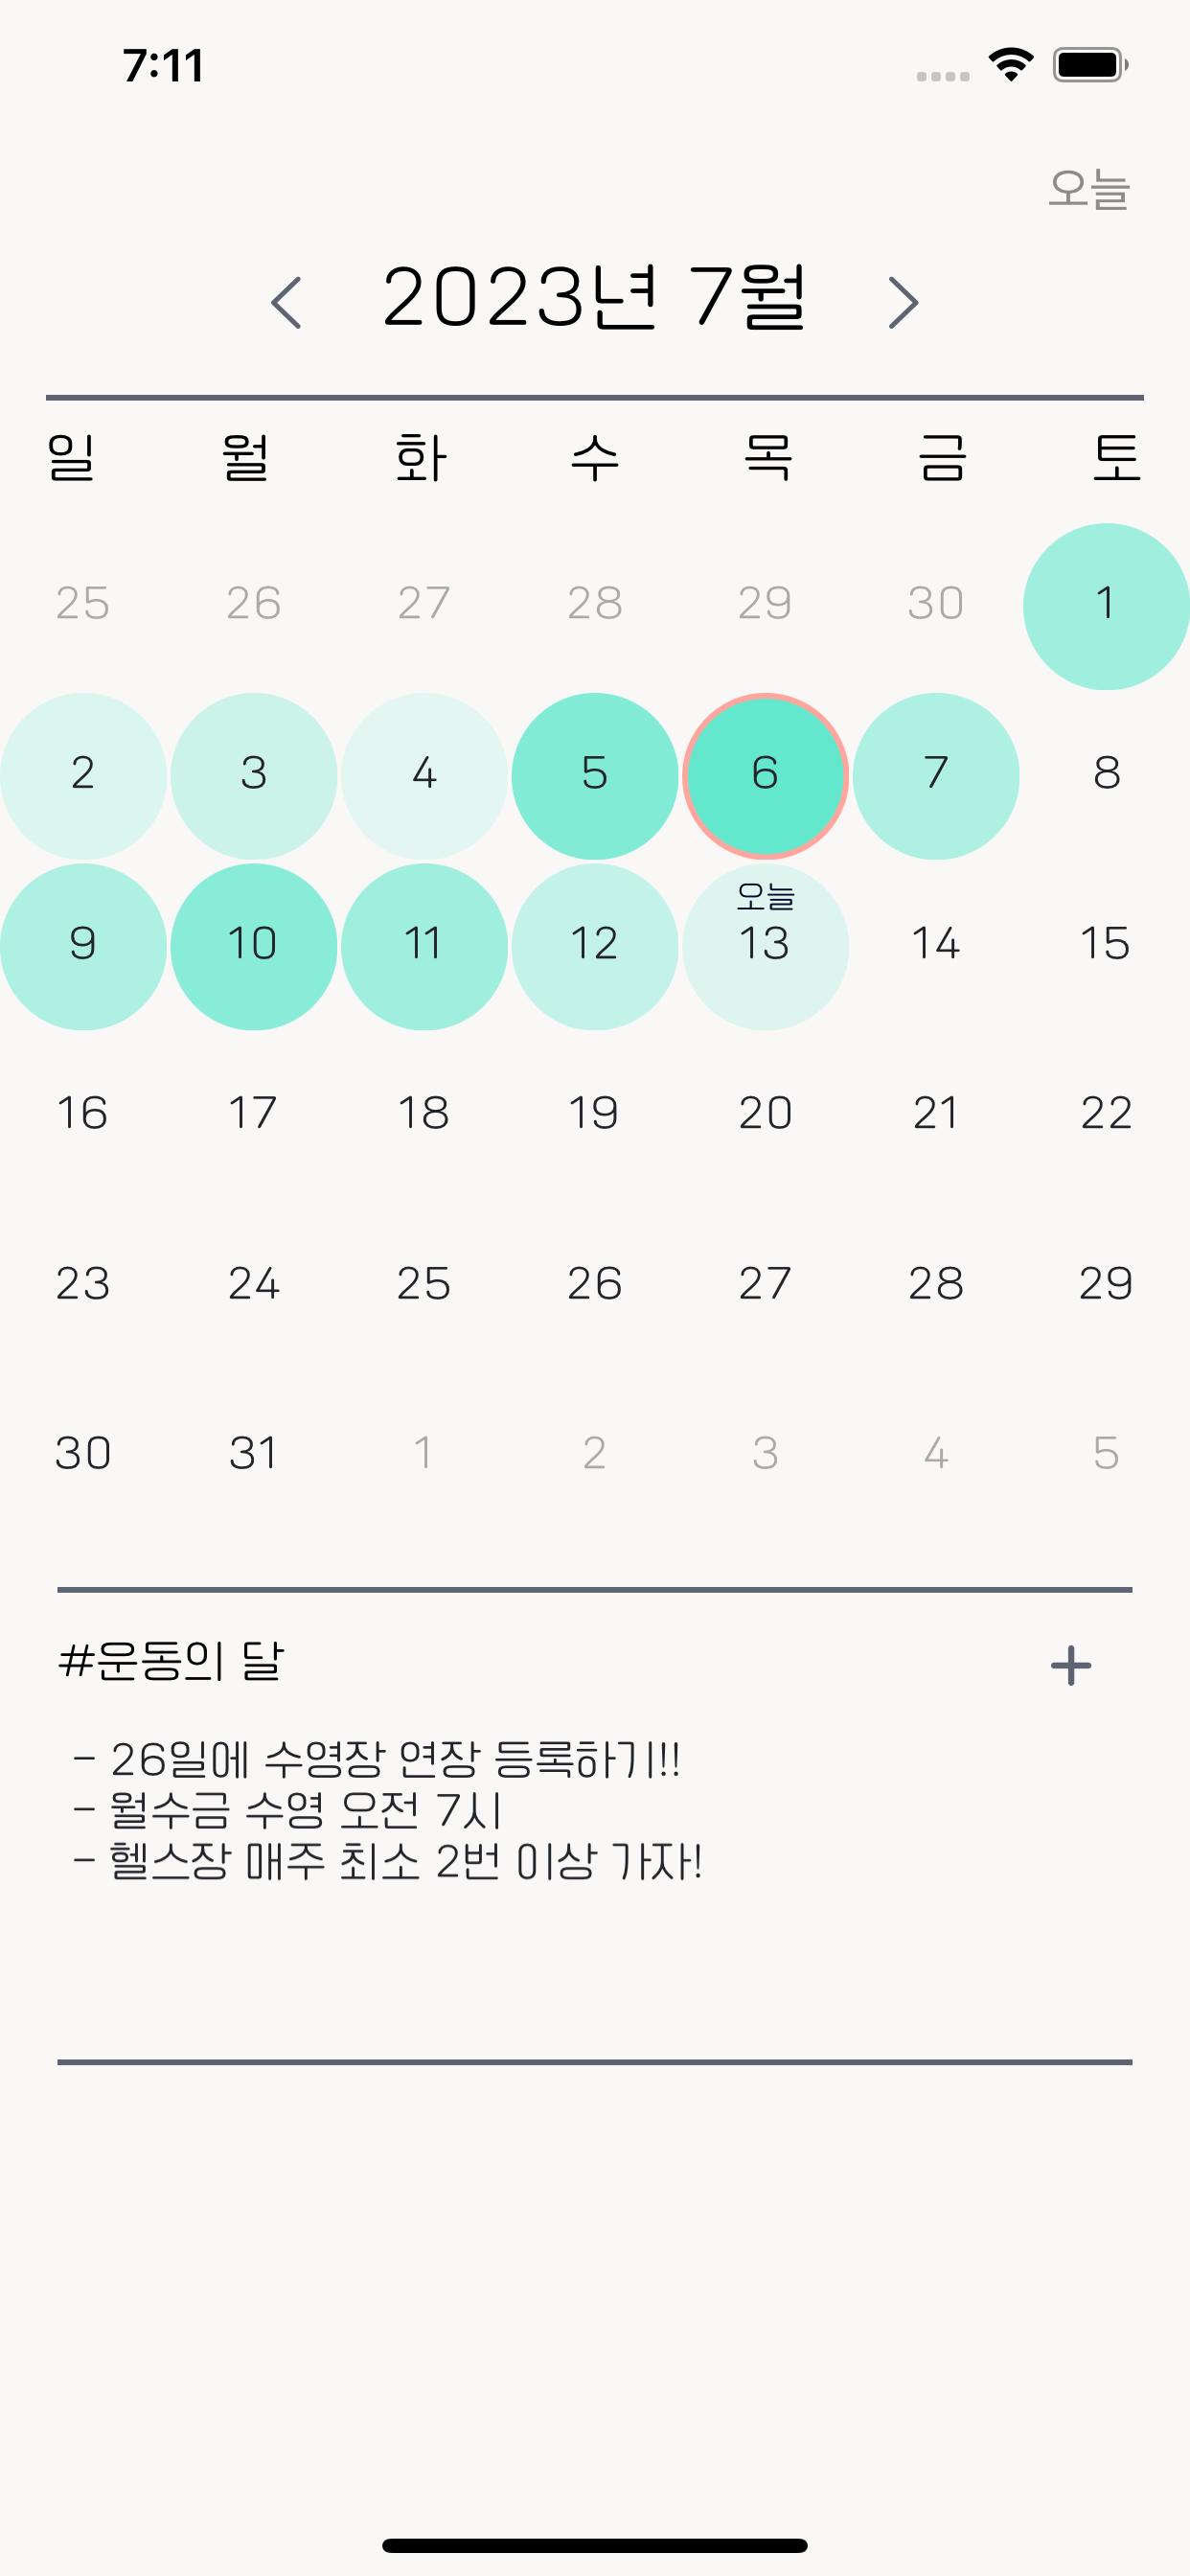 7:11
오늘
2023년 7월
일 월 화 수 목 금 토
25 26 27 28 29 30 1
2 3 4 5 6 7 8
오늘
9 10 11 12 13 14 15
16 17 18 19 20 21 22
23 24 25 26 27 28 29
30 31 1 2 3 4 5
#운동의 달
- 26일에 수영장 연장 등록하기!!
- 월수금 수영 오전 7시
- 헬스장 매주 최소 2번 이상 가자!